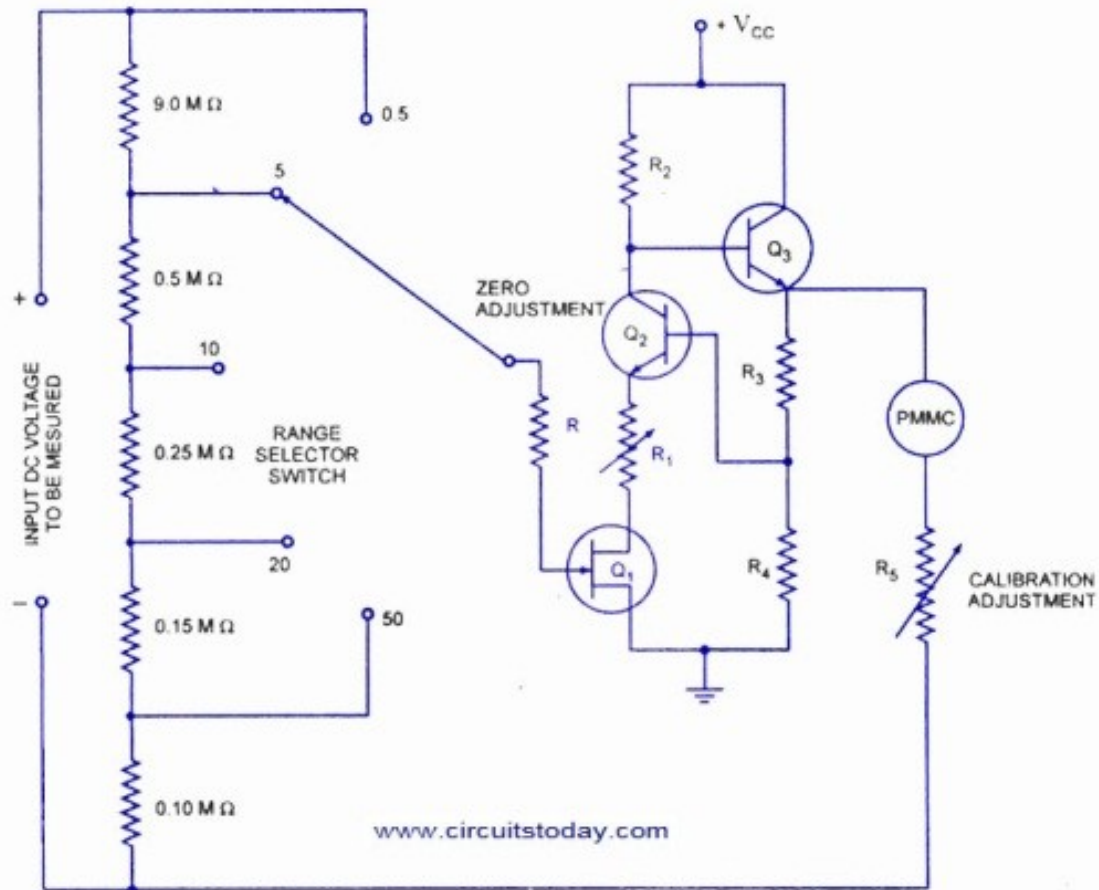 + V_CC
9.0 M Ω
0.5
R_2
5
Q_3
0.5 M Ω
ZERO
ADJUSTMENT
+
Q_2
10
R_3
INPUT DC VOLTAGE
TO BE MESURED
PMMC
R
R_1
0.25 M Ω
RANGE
SELECTOR
SWITCH
20
Q_1
R_4
R_5
CALIBRATION
ADJUSTMENT
–
0.15 M Ω
50
0.10 M Ω
www.circuitstoday.com